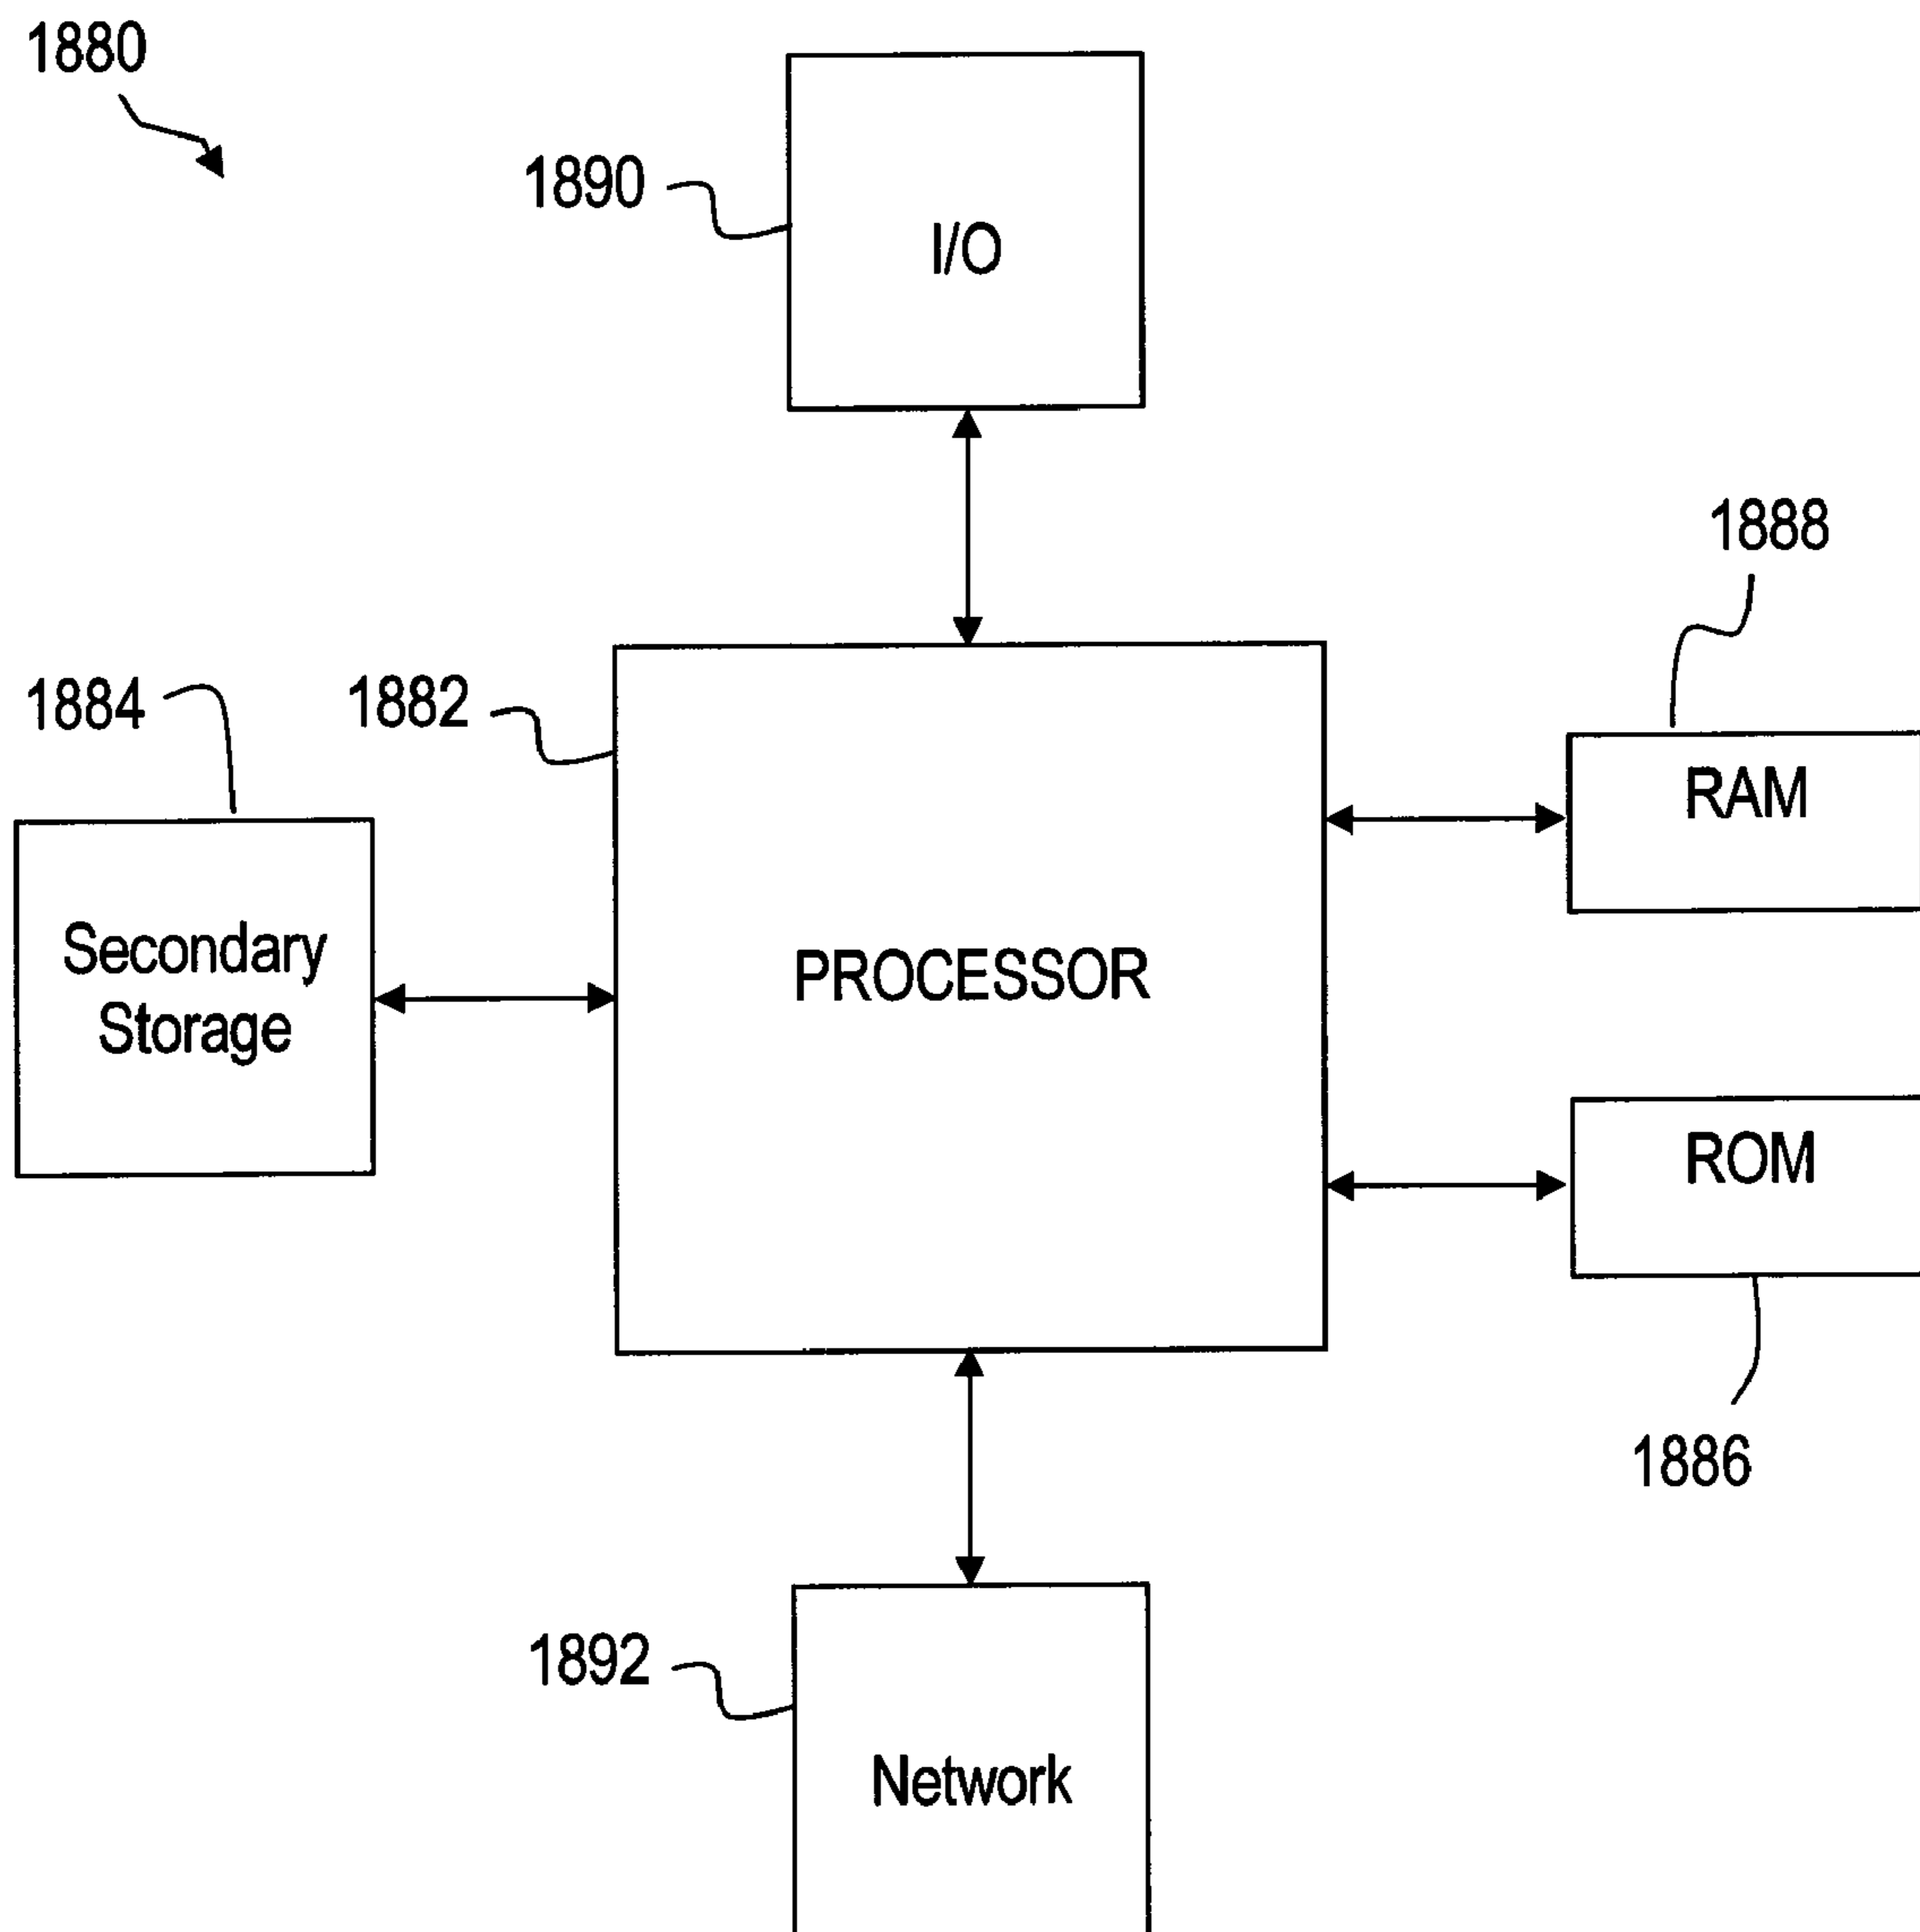 1880
1890
I/O
1888
1884
1882
RAM
Secondary
Storage
PROCESSOR
ROM
1886
1892
Network